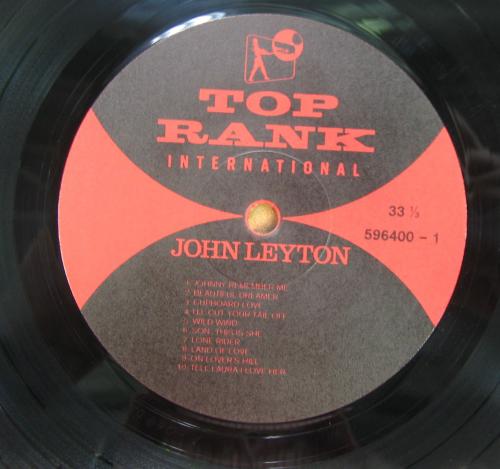 TOP
RANK
INTERNATIONAL
33 ⅓
596400 - 1
JOHN LEYTON
1. JOHNNY REMEMBER ME
2. BEAUTIFUL DREAMER
3. CUPBOARD LOVE
4. I'LL CUT YOUR TAIL OFF
5. WILD WIND
6. SON, THIS IS SHE
7. LONE RIDER
8. LAND OF LOVE
9. ON LOVER'S HILL
10. TELL LAURA I LOVE HER